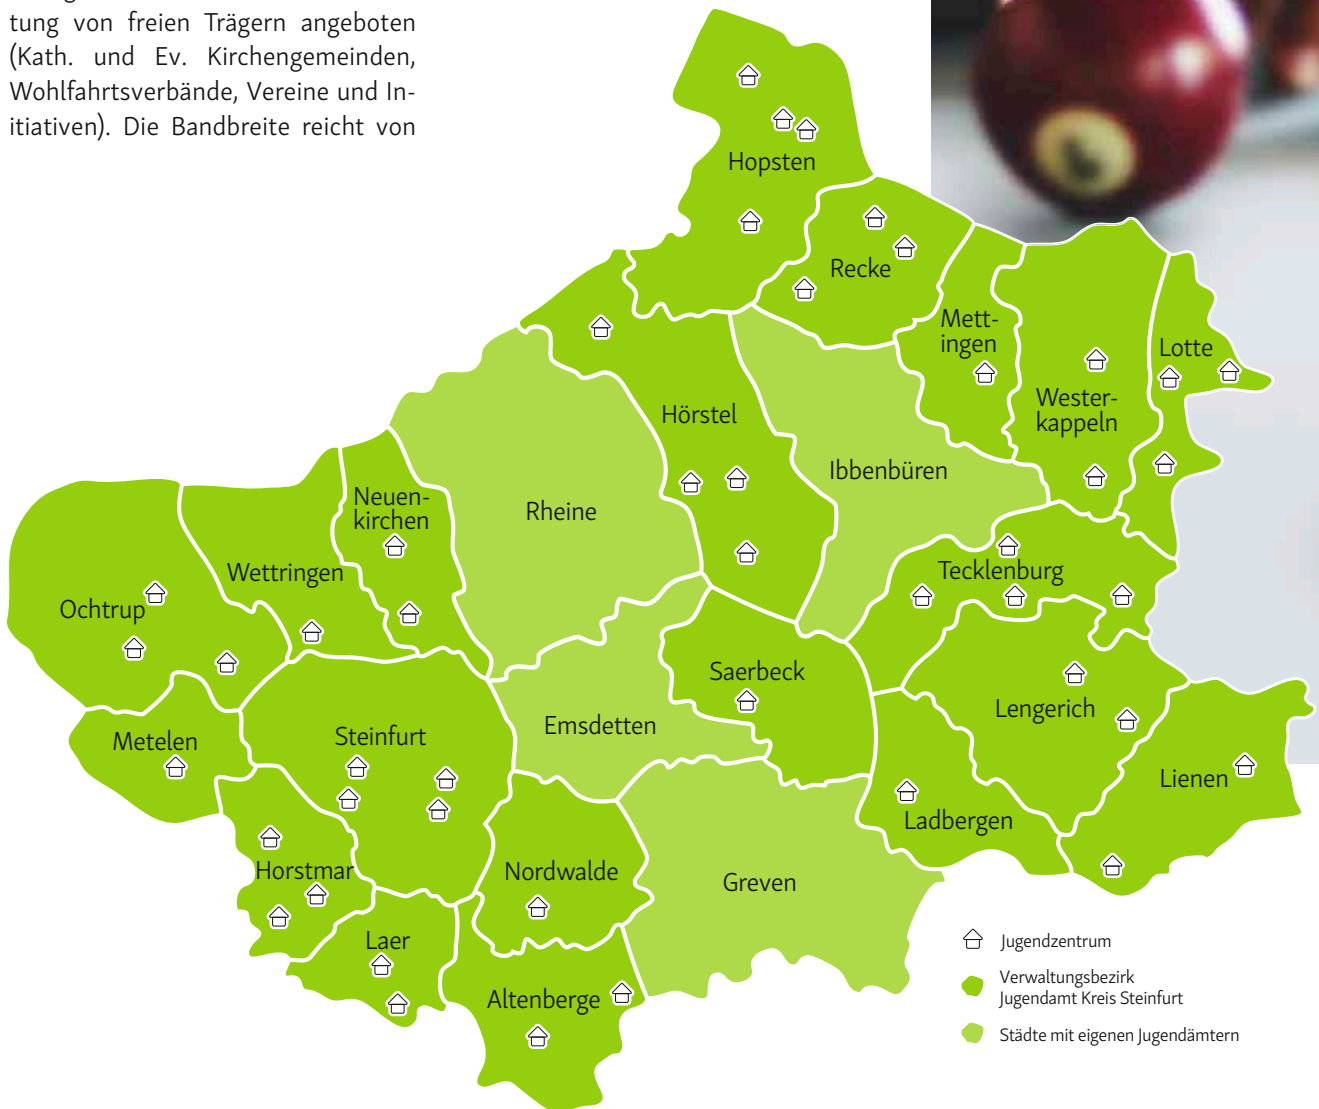 tung von freien Trägern angeboten
(Kath. und Ev. Kirchengemeinden,
Wohlfahrtsverbände, Vereine und In-
itiativen). Die Bandbreite reicht von
Hopsten
Recke
Mett-
ingen
Lotte
Wester-
kappeln
Hörstel
Ibbenbüren
Neuen-
kirchen
Rheine
Wettringen
Tecklenburg
Ochtrup
Saerbeck
Lengerich
Emsdetten
Steinfurt
Metelen
Lienen
Ladbergen
Horstmar
Nordwalde
Greven
Laer
Altenberge
Jugendzentrum
Verwaltungsbezirk
Jugendamt Kreis Steinfurt
Städte mit eigenen Jugendämtern